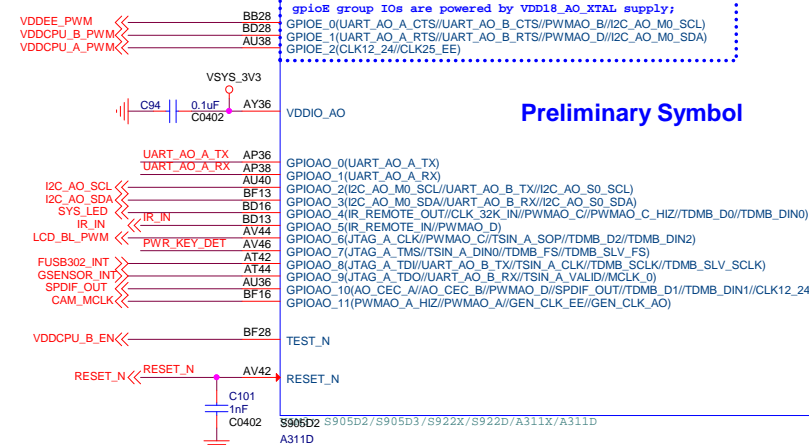 gpioE group IOs are powered by VDD18_AO_XTAL supply;
VDDEE_PWM BB28 GPIOE_0(UART_AO_A_CTS//UART_AO_B_CTS//PWMAO_B//I2C_AO_M0_SCL)
VDDCPU_B_PWM BD28 GPIOE_1(UART_AO_A_RTS//UART_AO_B_RTS//PWMAO_D//I2C_AO_M0_SDA)
VDDCPU_A_PWM AU38 GPIOE_2(CLK12_24//CLK25_EE)
VSYS_3V3
C94 0.1uF AY36 VDDIO_AO
C0402
Preliminary Symbol
UART_AO_A_TX AP36 GPIOAO_0(UART_AO_A_TX)
UART_AO_A_RX AP38 GPIOAO_1(UART_AO_A_RX)
I2C_AO_SCL AU40 GPIOAO_2(I2C_AO_M0_SCL//UART_AO_B_TX//I2C_AO_S0_SCL)
I2C_AO_SDA BF13 GPIOAO_3(I2C_AO_M0_SDA//UART_AO_B_RX//I2C_AO_S0_SDA)
SYS_LED BD16 GPIOAO_4(IR_REMOTE_OUT//CLK_32K_IN//PWMAO_C//PWMAO_C_HIZ//TDMB_D0//TDMB_DIN0)
IR_IN IR_IN BD13 GPIOAO_5(IR_REMOTE_IN//PWMAO_D)
LCD_BL_PWM AV44 GPIOAO_6(JTAG_A_CLK//PWMAO_C//TSIN_A_SOP//TDMB_D2//TDMB_DIN2)
PWR_KEY_DET AV46 GPIOAO_7(JTAG_A_TMS//TSIN_A_DIN0//TDMB_FS//TDMB_SLV_FS)
FUSB302_INT AT42 GPIOAO_8(JTAG_A_TDI//UART_AO_B_TX//TSIN_A_CLK//TDMB_SCLK//TDMB_SLV_SCLK)
GSENSOR_INT AT44 GPIOAO_9(JTAG_A_TDO//UART_AO_B_RX//TSIN_A_VALID//MCLK_0)
SPDIF_OUT AU36 GPIOAO_10(AO_CEC_A//AO_CEC_B//PWMAO_D//SPDIF_OUT//TDMB_D1//TDMB_DIN1//CLK12_24
CAM_MCLK BF16 GPIOAO_11(PWMAO_A_HIZ//PWMAO_A//GEN_CLK_EE//GEN_CLK_AO)
VDDCPU_B_EN BF28 TEST_N
RESET_N RESET_N AV42 RESET_N
C101
1nF
C0402
S905D2 S905D2/S905D3/S922X/S922D/A311X/A311D
A311D